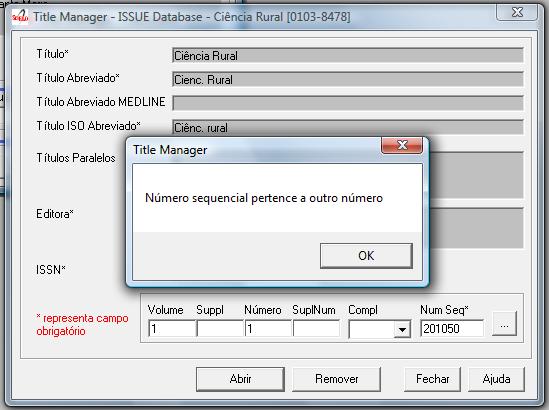 Title Manager - ISSUE Database - Ciência Rural [0103-8478]
Título*
Ciência Rural
Título Abreviado*
Cienc. Rural
Título Abreviado MEDLINE
Título ISO Abreviado*
Ciênc. rural
Títulos Paralelos
Title Manager
Número sequencial pertence a outro número
OK
Editora*
ISSN*
* representa campo
obrigatório
Volume Suppl Número SuplNum Compl Num Seq*
1 1 201050 ...
Abrir Remover Fechar Ajuda